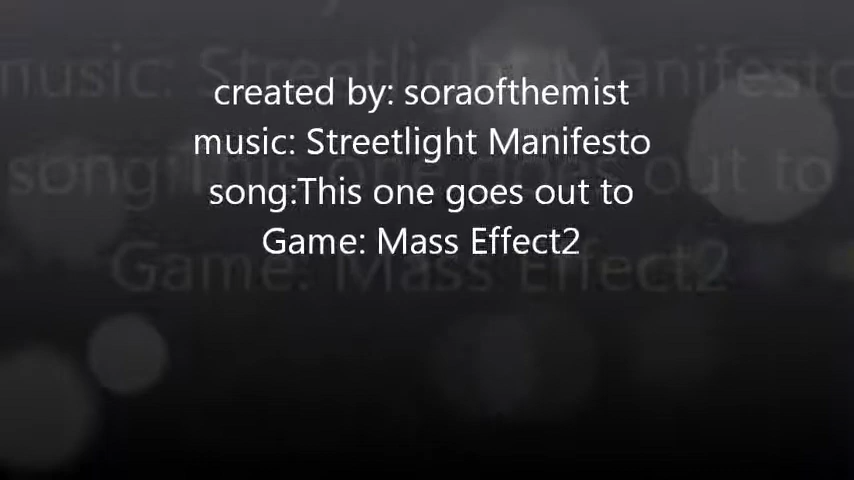 created by: soraofthemist
music: Streetlight Manifesto
song:This one goes out to
Game: Mass Effect2